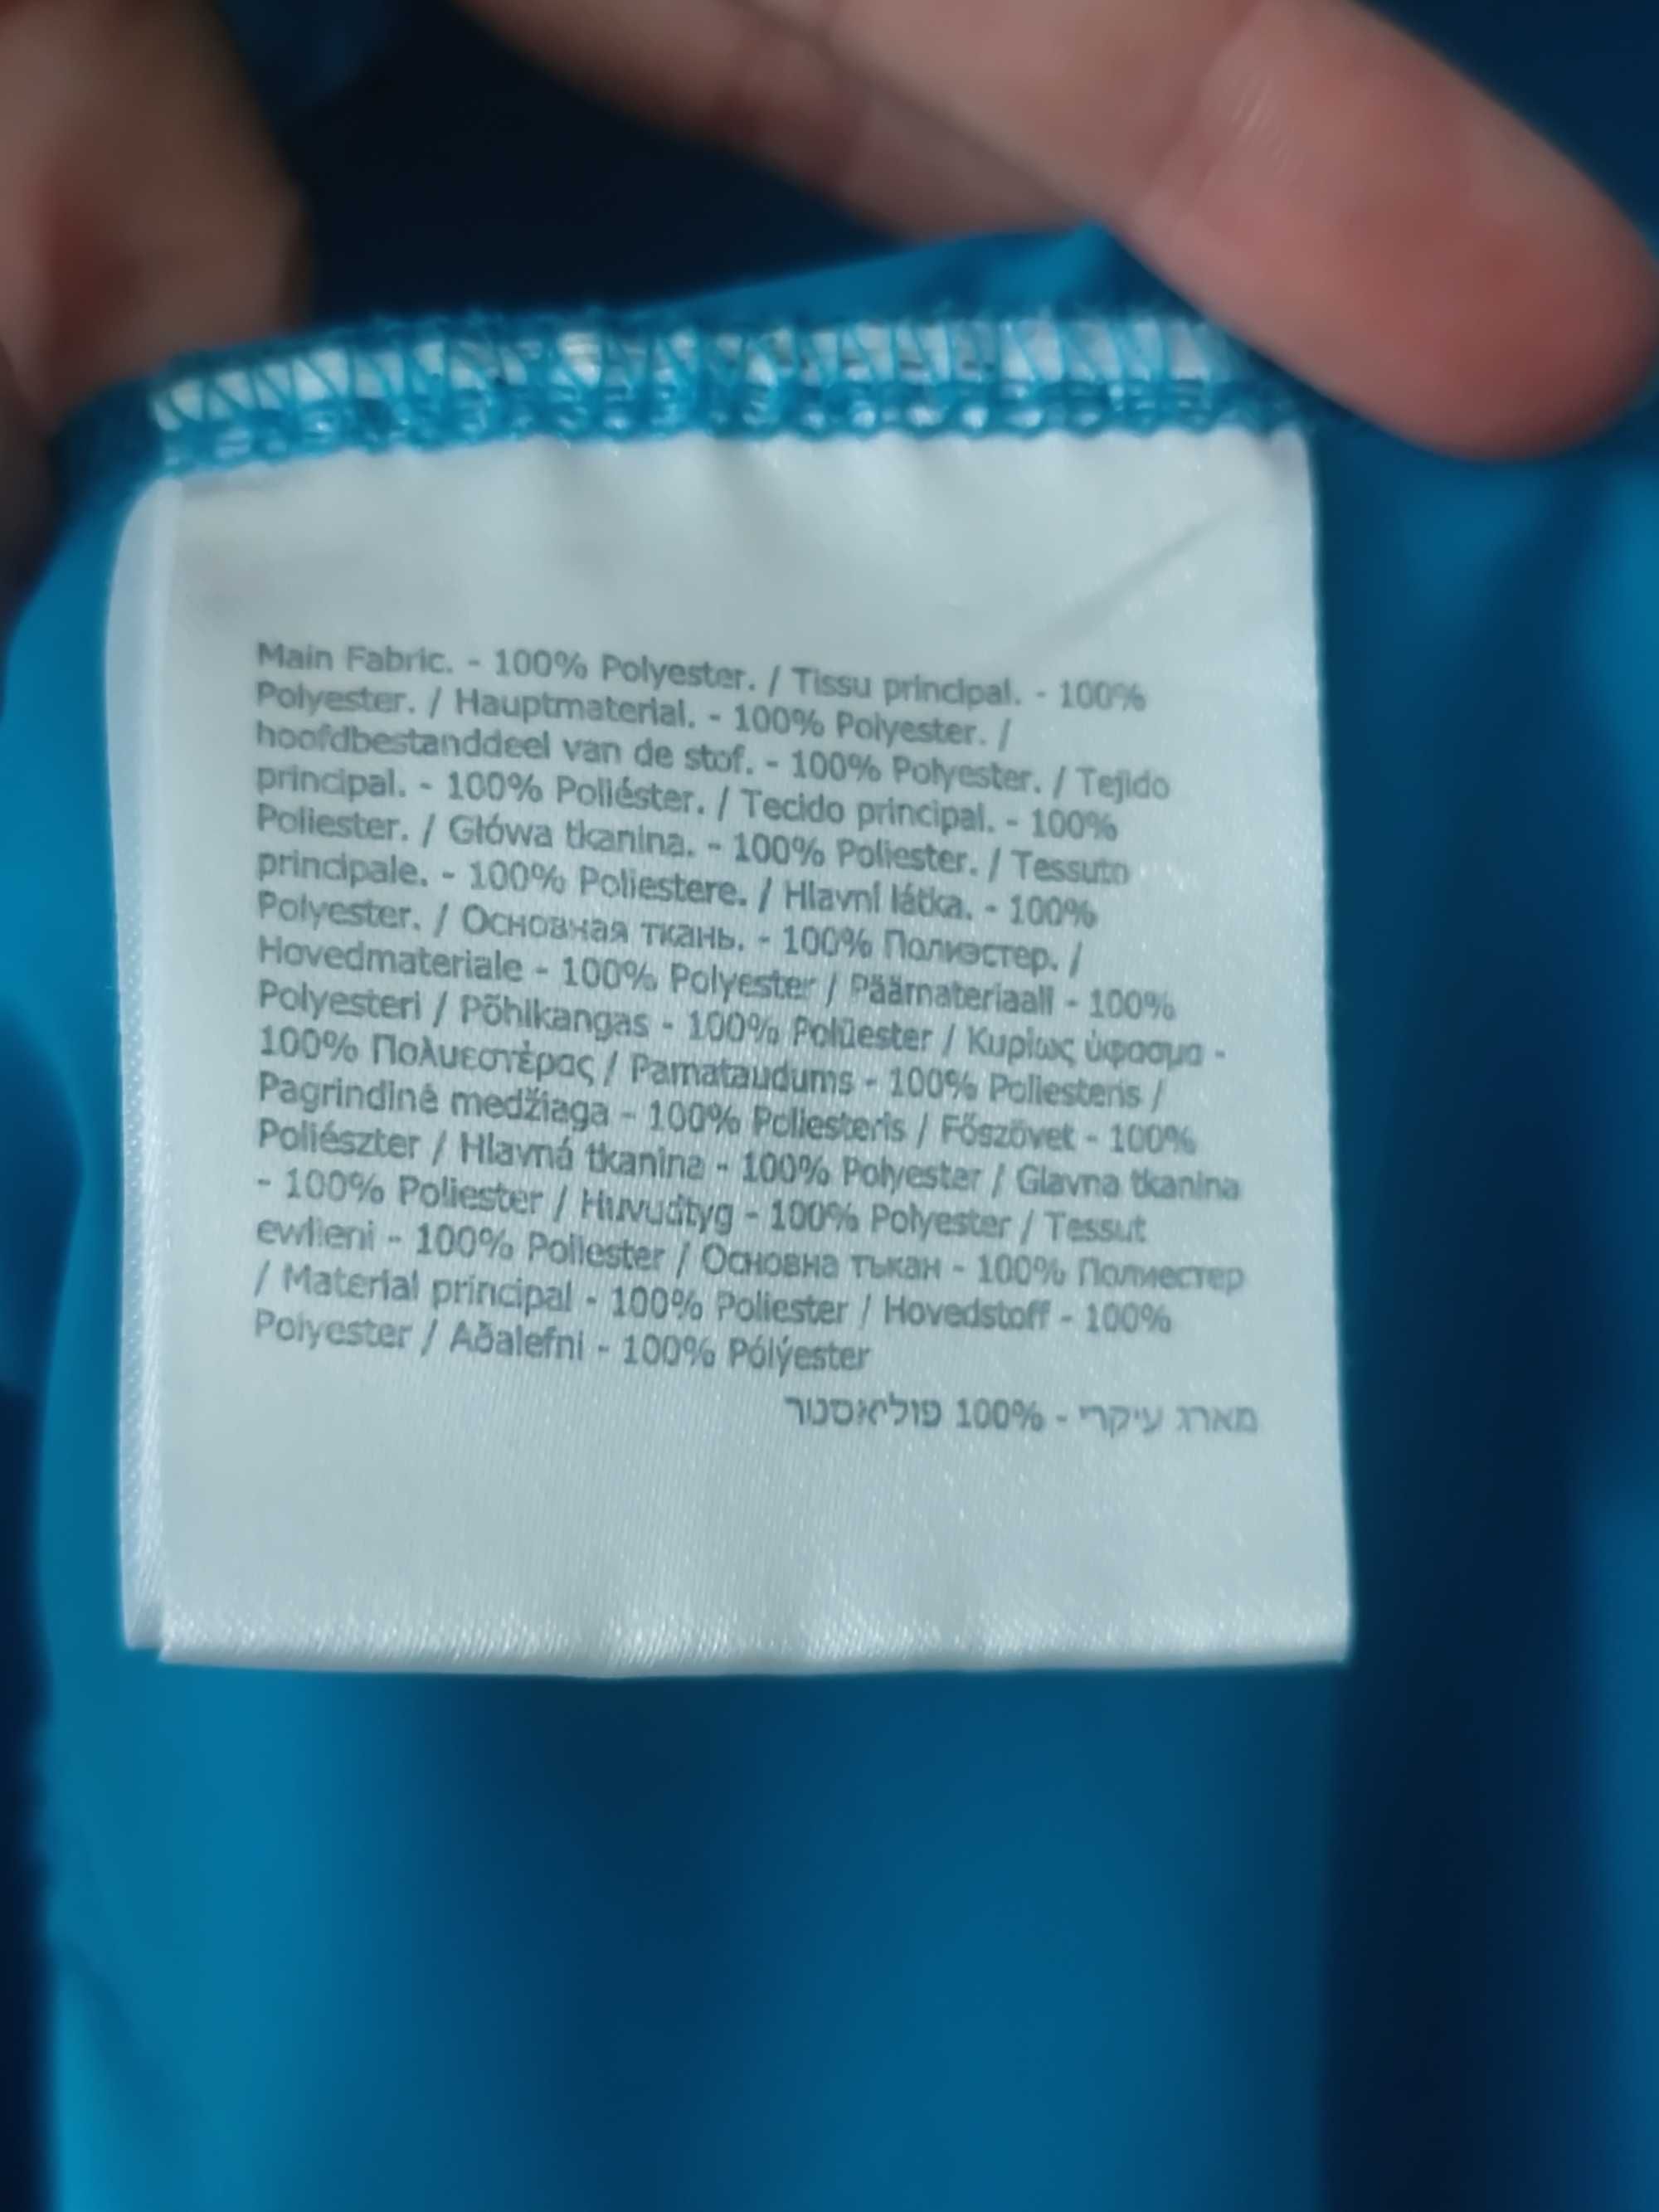 Main Fabric. - 100% Polyester. / Tissu principal. - 100%
Polyester. / Hauptmaterial. - 100% Polyester. /
hoofdbestanddeel van de stof. - 100% Polyester. / Tejido
principal. - 100% Poliéster. / Tecido principal. - 100%
Poliester. / Główa tkanina. - 100% Poliester. / Tessuto
principale. - 100% Poliestere. / Hlavní látka. - 100%
Polyester. / Основная ткань. - 100% Полиэстер. /
Hovedmateriale - 100% Polyester / Päämateriaali - 100%
Polyesteri / Põhikangas - 100% Polüester / Κυρίως ύφασμα -
100% Πολυεστέρας / Pamataudums - 100% Poliesteris /
Pagrindinė medžiaga - 100% Poliesteris / Főszövet - 100%
Poliészter / Hlavná tkanina - 100% Polyester / Glavna tkanina
- 100% Poliester / Huvudtyg - 100% Polyester / Tessut
ewlieni - 100% Poliester / Основна тъкан - 100% Полиестер
/ Material principal - 100% Poliester / Hovedstoff - 100%
Polyester / Aðalefni - 100% Pólýester
מארג עיקרי - 100% פוליאסטר